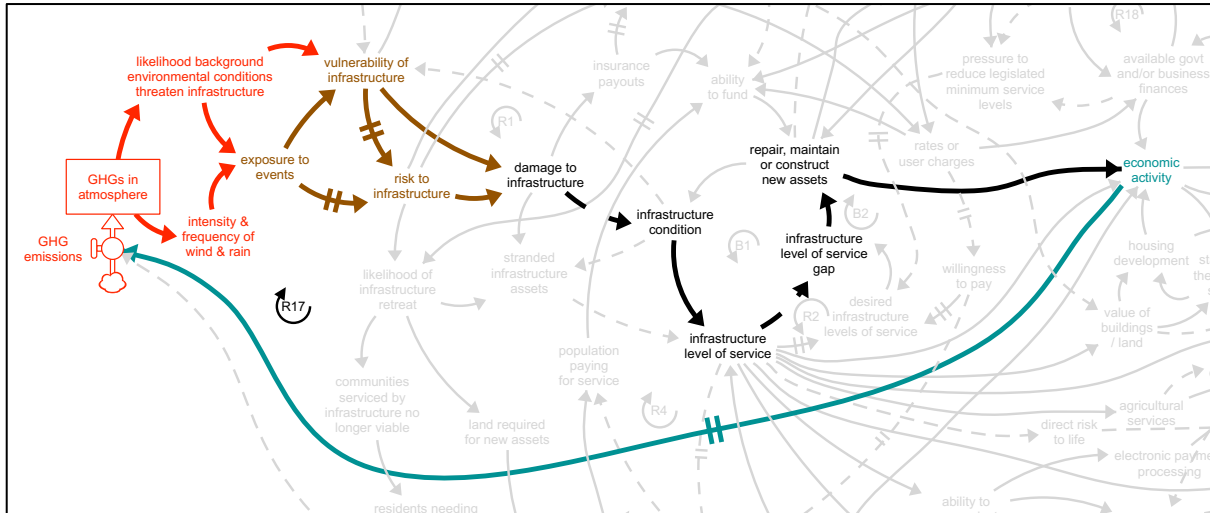 likelihood background
environmental conditions
threaten infrastructure
vulnerability of
infrastructure
insurance
payouts
ability
to fund
pressure to
reduce legislated
minimum service
levels
R18
available govt
and/or business
finances
R1
exposure to
events
risk to
infrastructure
damage to
infrastructure
repair, maintain
or construct
new assets
rates or
user charges
economic
activity
GHGs in
atmosphere
GHG
emissions
intensity &
frequency of
wind & rain
infrastructure
condition
B1
B2
infrastructure
level of service
gap
R17
likelihood of
infrastructure
retreat
stranded
infrastructure
assets
willingness
to pay
housing
development
R2
desired
infrastructure
levels of service
value of
buildings
/ land
infrastructure
level of service
population
paying
for service
communities
serviced by
infrastructure no
longer viable
R4
land required
for new assets
direct risk
to life
agricultural
services
processing
residents needing
ability to